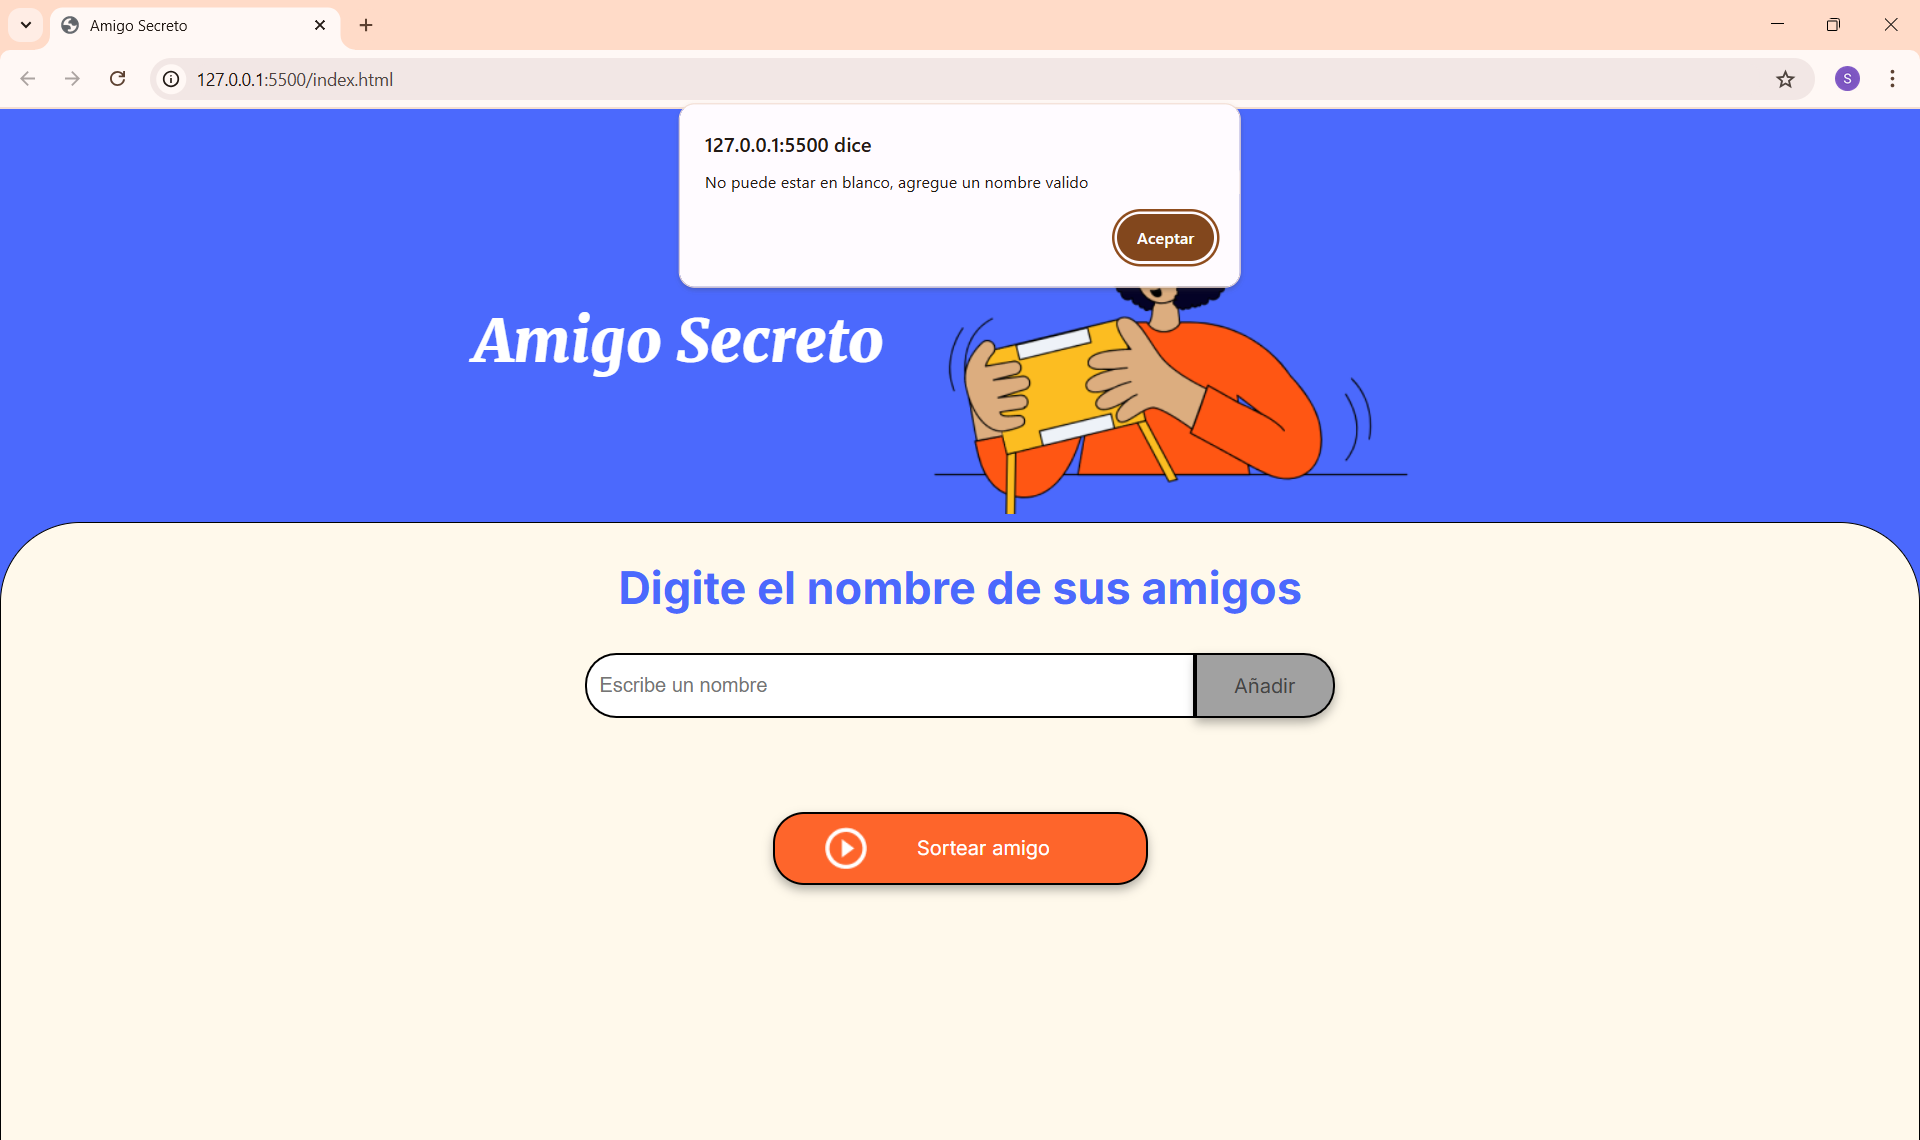 Amigo Secreto
127.0.0.1:5500/index.html
S
127.0.0.1:5500 dice
No puede estar en blanco, agregue un nombre valido
Aceptar
Amigo Secreto
Digite el nombre de sus amigos
Escribe un nombre
Añadir
Sortear amigo